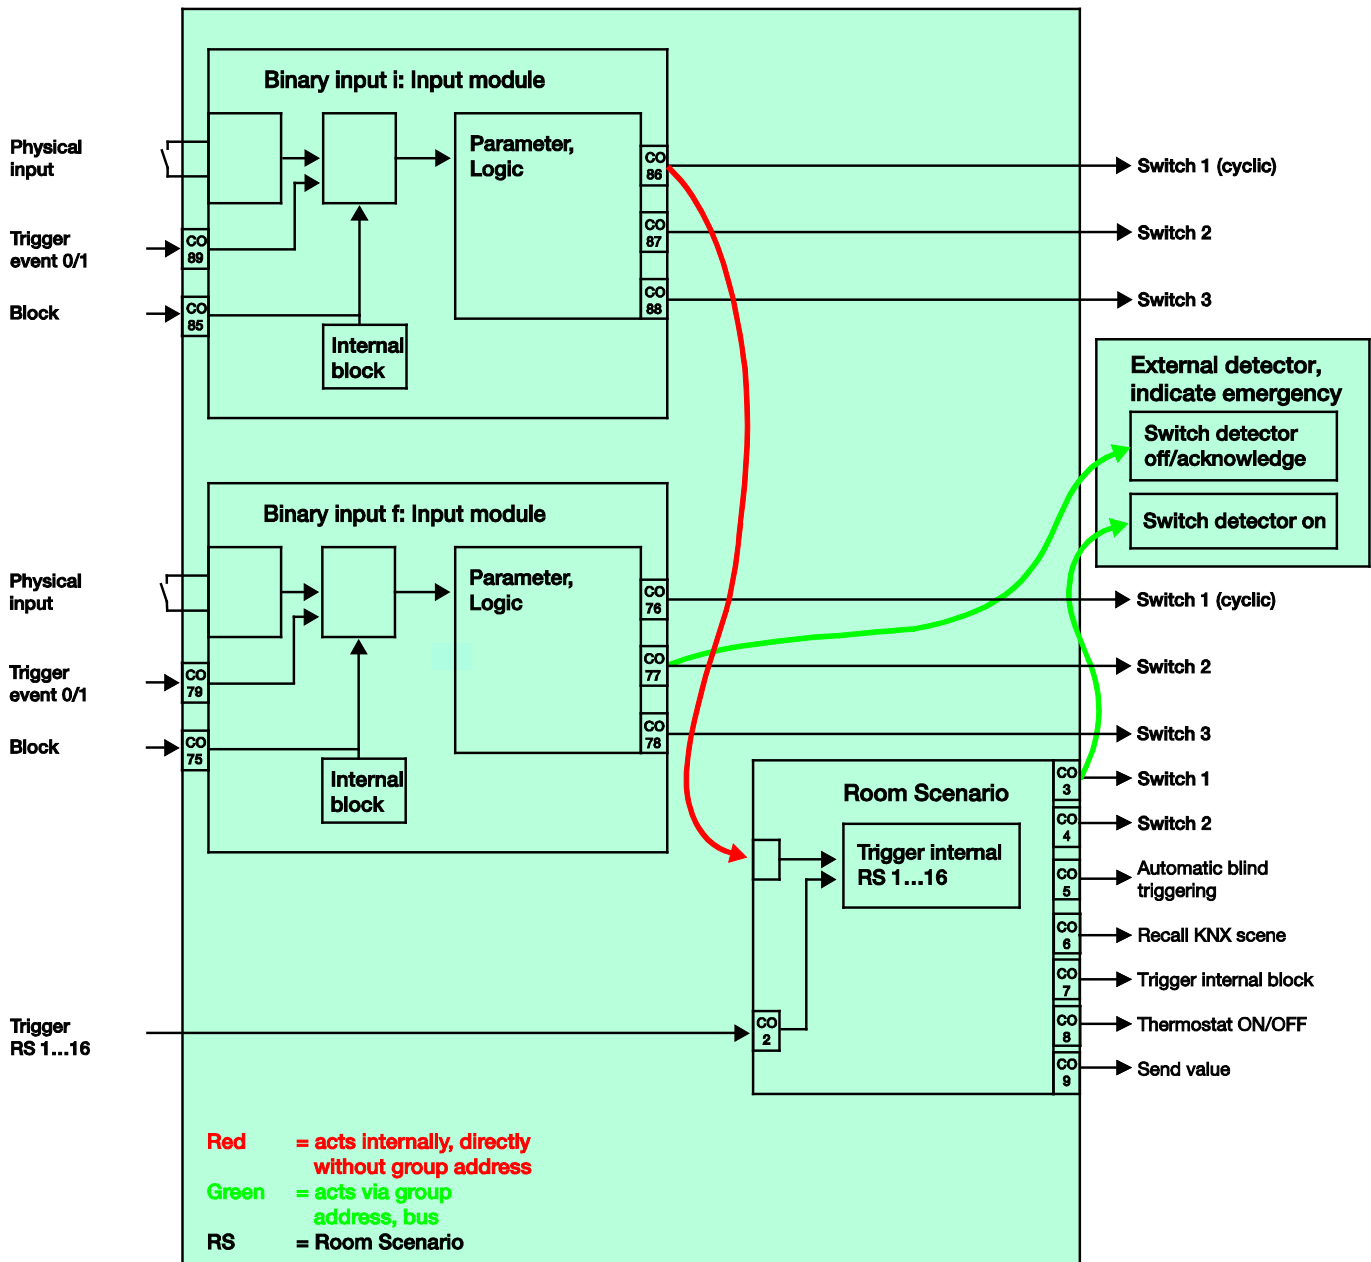 Binary input i: Input module
Physical
input
Parameter,
Logic
CO
86
Switch 1 (cyclic)
Trigger
event 0/1
CO
89
CO
87
Switch 2
Block
CO
85
CO
88
Switch 3
Internal
block
External detector,
indicate emergency
Switch detector
off/acknowledge
Switch detector on
Binary input f: Input module
Physical
input
Parameter,
Logic
CO
76
Switch 1 (cyclic)
Trigger
event 0/1
CO
79
CO
77
Switch 2
Block
CO
75
CO
78
Switch 3
Internal
block
Room Scenario
CO
3
Switch 1
CO
4
Switch 2
Trigger internal
RS 1...16
CO
5
Automatic blind
triggering
CO
6
Recall KNX scene
CO
7
Trigger internal block
Trigger
RS 1...16
CO
2
CO
8
Thermostat ON/OFF
CO
9
Send value
Red = acts internally, directly
without group address
Green = acts via group
address, bus
RS = Room Scenario